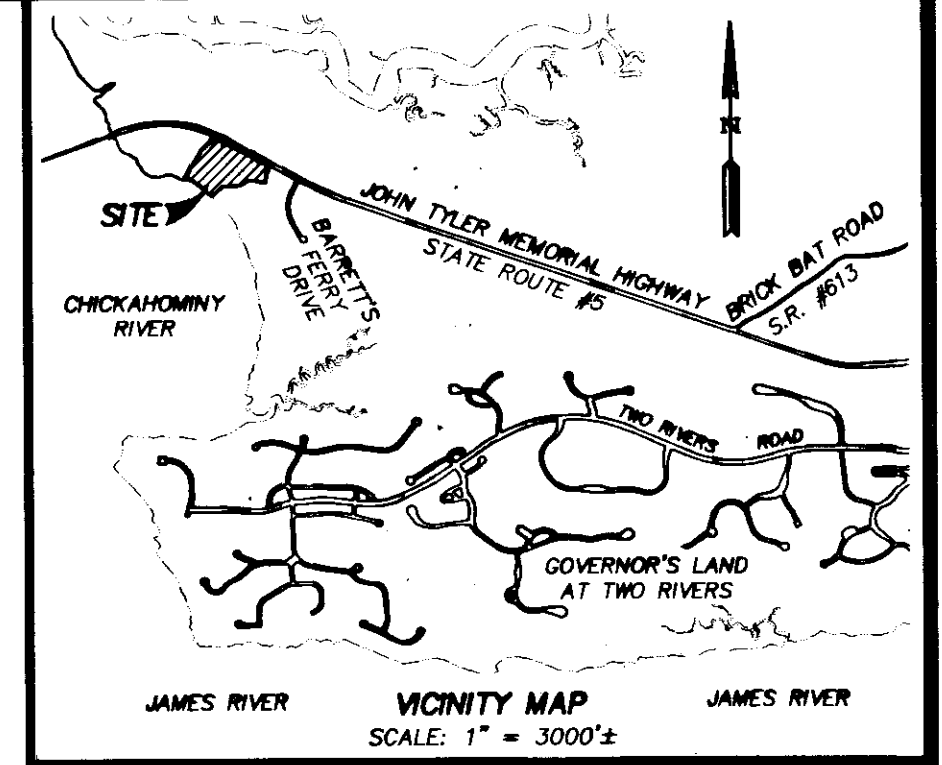 N
SITE
JOHN TYLER MEMORIAL HIGHWAY
STATE ROUTE #5
BARRETT'S
FERRY
DRIVE
BRICK BAT ROAD
S.R. #613
CHICKAHOMINY
RIVER
TWO RIVERS ROAD
GOVERNOR'S LAND
AT TWO RIVERS
JAMES RIVER
VICINITY MAP
SCALE: 1" = 3000'±
JAMES RIVER